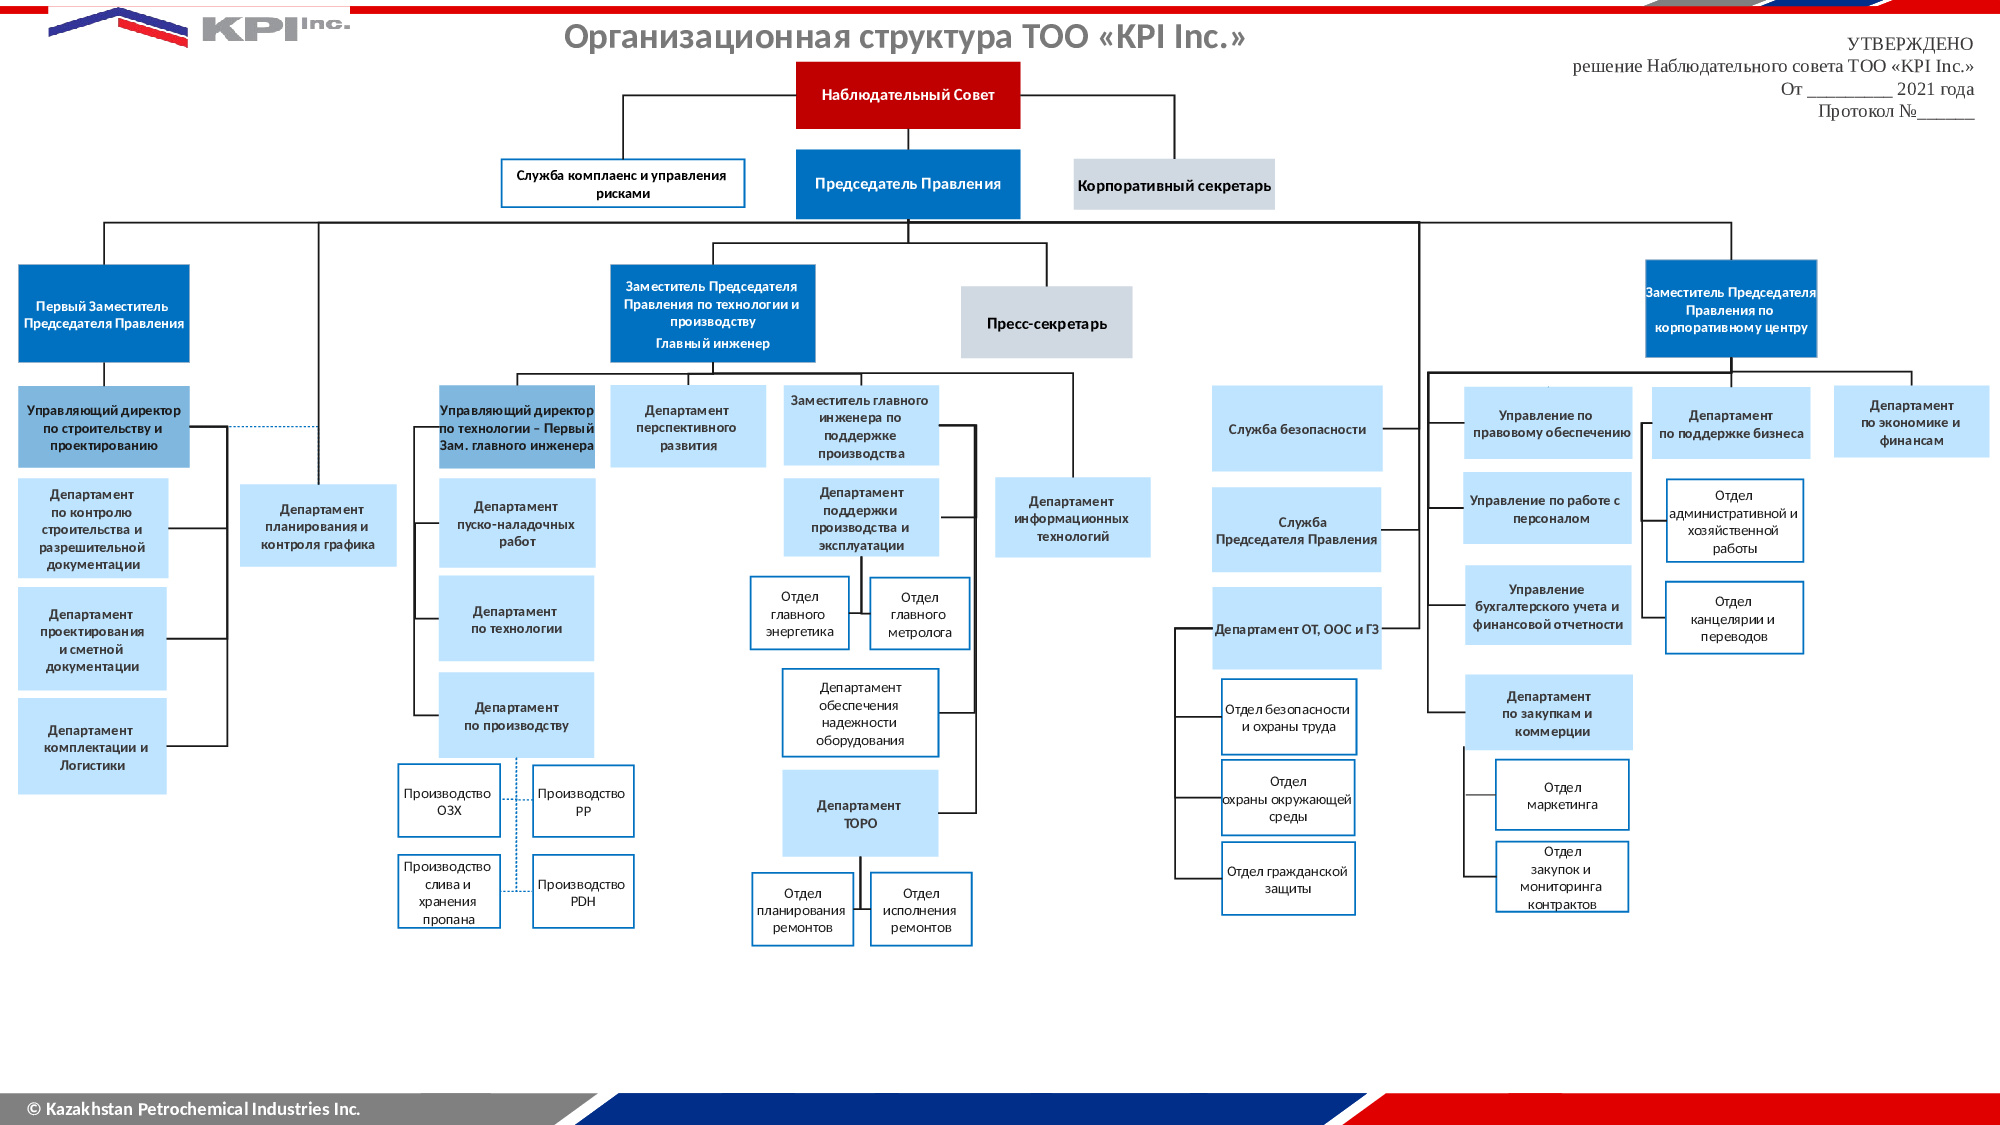 KPI Inc.
Организационная структура ТОО «KPI Inc.»
УТВЕРЖДЕНО
решение Наблюдательного совета ТОО «KPI Inc.»
От _________ 2021 года
Протокол №______
Наблюдательный Совет
Служба комплаенс и управления
рисками
Председатель Правления
Корпоративный секретарь
Первый Заместитель
Председателя Правления
Заместитель Председателя
Правления по технологии и
производству
Главный инженер
Пресс-секретарь
Заместитель Председателя
Правления по
корпоративному центру
Управляющий директор
по строительству и
проектированию
Управляющий директор
по технологии – Первый
Зам. главного инженера
Департамент
перспективного
развития
Заместитель главного
инженера по
поддержке
производства
Служба безопасности
Управление по
правовому обеспечению
Департамент
по поддержке бизнеса
Департамент
по экономике и
финансам
Департамент
по контролю
строительства и
разрешительной
документации
Департамент
планирования и
контроля графика
Департамент
пуско-наладочных
работ
Департамент
поддержки
производства и
эксплуатации
Департамент
информационных
технологий
Служба
Председателя Правления
Управление по работе с
персоналом
Отдел
административной и
хозяйственной
работы
Департамент
проектирования
и сметной
документации
Департамент
по технологии
Отдел
главного
энергетика
Отдел
главного
метролога
Департамент ОТ, ООС и ГЗ
Управление
бухгалтерского учета и
финансовой отчетности
Отдел
канцелярии и
переводов
Департамент
комплектации и
Логистики
Департамент
по производству
Департамент
обеспечения
надежности
оборудования
Отдел безопасности
и охраны труда
Департамент
по закупкам и
коммерции
Производство
ОЗХ
Производство
PP
Департамент
ТОРО
Отдел
охраны окружающей
среды
Отдел
маркетинга
Производство
слива и
хранения
пропана
Производство
PDH
Отдел
планирования
ремонтов
Отдел
исполнения
ремонтов
Отдел гражданской
защиты
Отдел
закупок и
мониторинга
контрактов
© Kazakhstan Petrochemical Industries Inc.